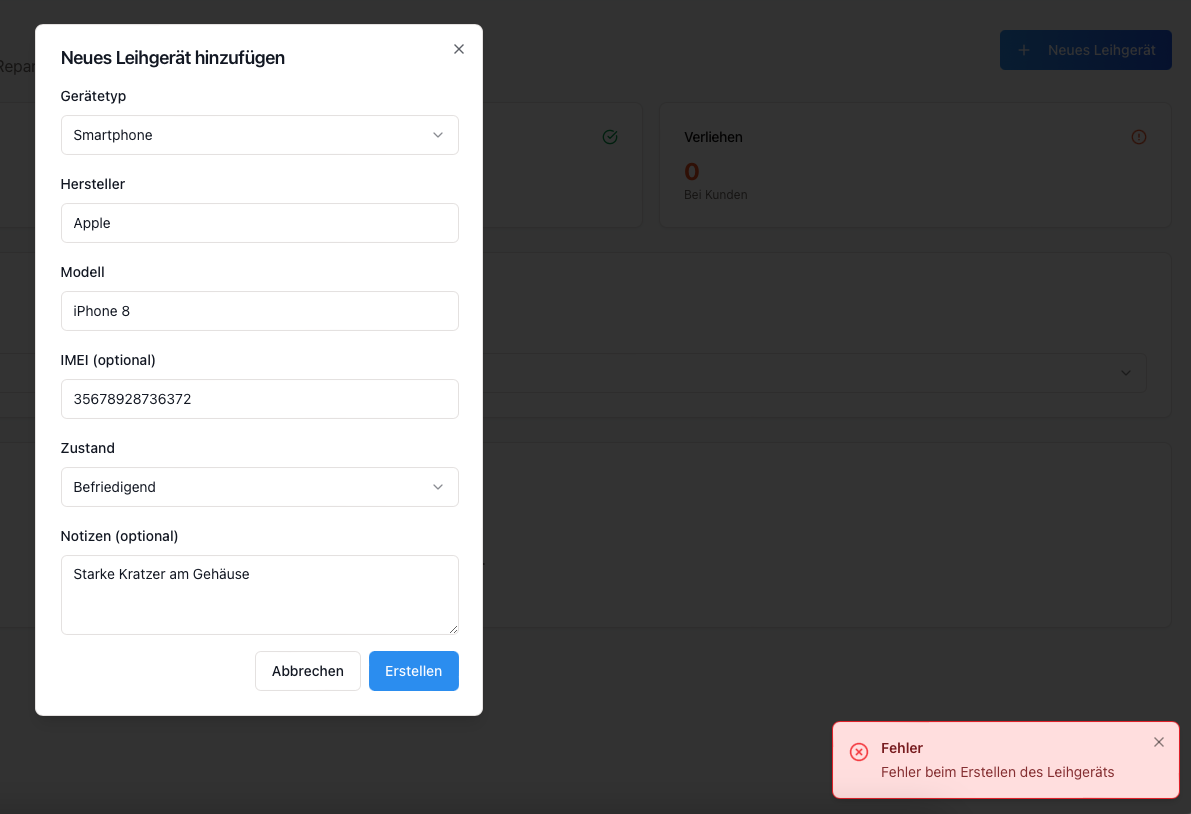 Neues Leihgerät hinzufügen
Gerätetyp
Smartphone
Hersteller
Apple
Modell
iPhone 8
IMEI (optional)
35678928736372
Zustand
Befriedigend
Notizen (optional)
Starke Kratzer am Gehäuse
Abbrechen
Erstellen
Neues Leihgerät
Verliehen
0
Bei Kunden
Fehler
Fehler beim Erstellen des Leihgeräts